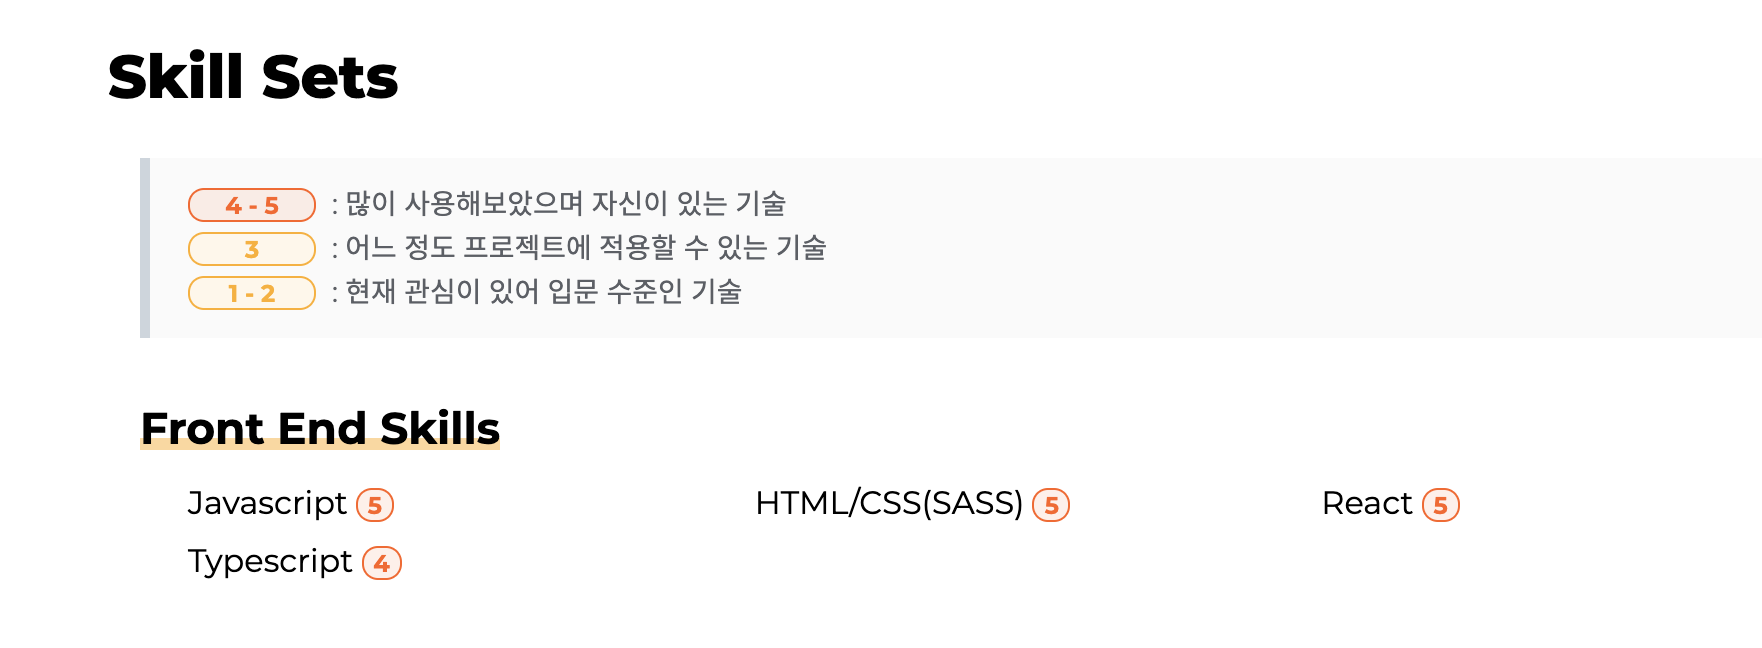 Skill Sets
4 - 5 : 많이 사용해보았으며 자신이 있는 기술
3 : 어느 정도 프로젝트에 적용할 수 있는 기술
1 - 2 : 현재 관심이 있어 입문 수준인 기술
Front End Skills
Javascript 5 HTML/CSS(SASS) 5 React 5
Typescript 4